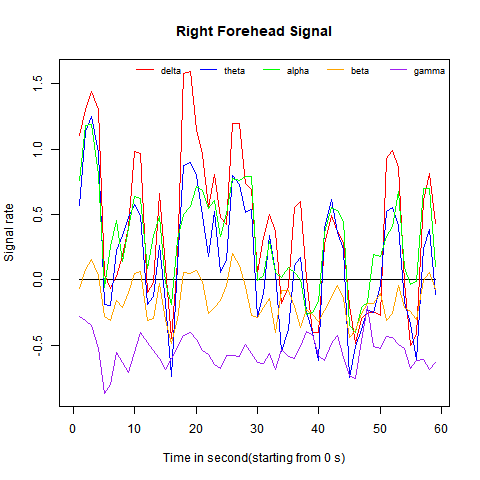 Right Forehead Signal
delta theta alpha beta gamma
Signal rate
1.5
1.0
0.5
0.0
-0.5
0 10 20 30 40 50 60
Time in second(starting from 0 s)